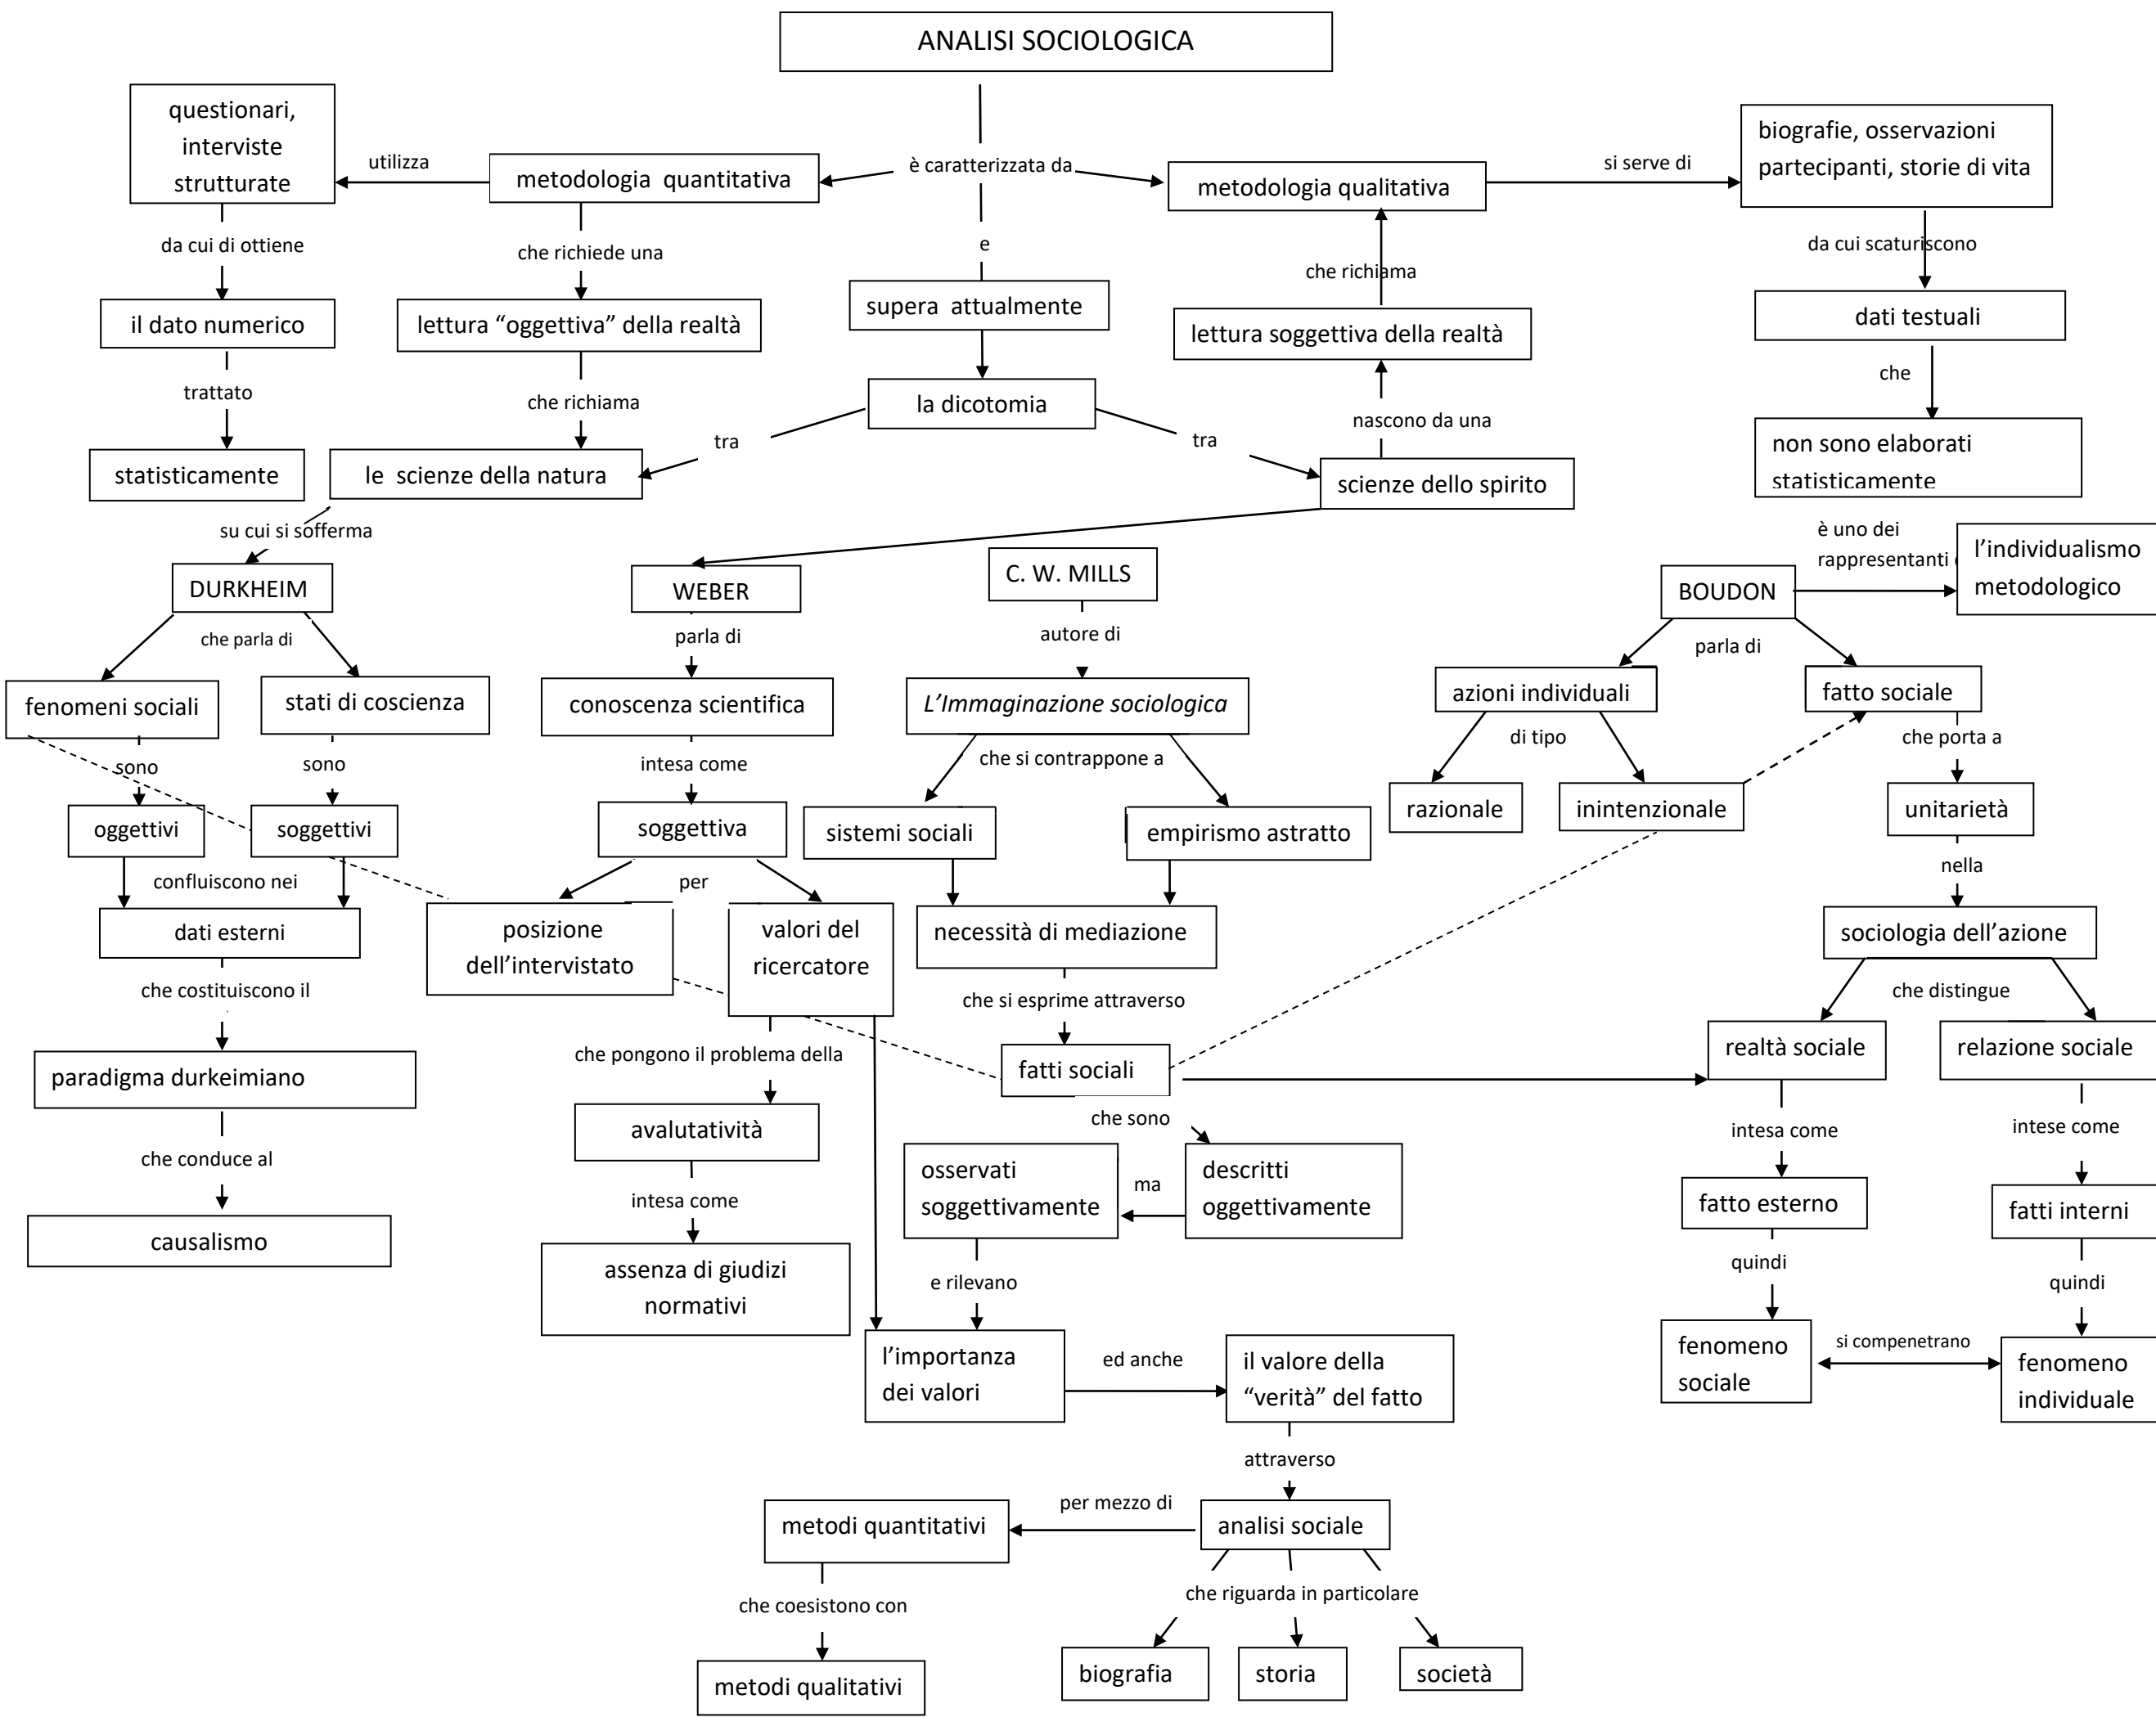 ANALISI SOCIOLOGICA
questionari,
interviste
strutturate
utilizza
metodologia quantitativa
è caratterizzata da
metodologia qualitativa
si serve di
biografie, osservazioni
partecipanti, storie di vita
da cui di ottiene
che richiede una
e
che richiama
da cui scaturiscono
il dato numerico
lettura “oggettiva” della realtà
supera attualmente
lettura soggettiva della realtà
dati testuali
trattato
che richiama
la dicotomia
nascono da una
che
tra
tra
statisticamente
le scienze della natura
scienze dello spirito
non sono elaborati
statisticamente
su cui si sofferma
è uno dei
rappresentanti
l’individualismo
metodologico
DURKHEIM
WEBER
C. W. MILLS
BOUDON
che parla di
parla di
autore di
parla di
fenomeni sociali
stati di coscienza
conoscenza scientifica
L’Immaginazione sociologica
azioni individuali
fatto sociale
sono
sono
intesa come
che si contrappone a
di tipo
che porta a
oggettivi
soggettivi
soggettiva
sistemi sociali
empirismo astratto
razionale
inintenzionale
unitarietà
confluiscono nei
per
nella
dati esterni
posizione
dell’intervistato
valori del
ricercatore
necessità di mediazione
sociologia dell’azione
che costituiscono il
che si esprime attraverso
che distingue
paradigma durkeimiano
che pongono il problema della
fatti sociali
realtà sociale
relazione sociale
che conduce al
avalutatività
che sono
intesa come
intese come
causalismo
intesa come
osservati
soggettivamente
ma
descritti
oggettivamente
fatto esterno
fatti interni
assenza di giudizi
normativi
e rilevano
quindi
quindi
l’importanza
dei valori
ed anche
il valore della
“verità” del fatto
fenomeno
sociale
si compenetrano
fenomeno
individuale
attraverso
metodi quantitativi
per mezzo di
analisi sociale
che coesistono con
che riguarda in particolare
metodi qualitativi
biografia
storia
società